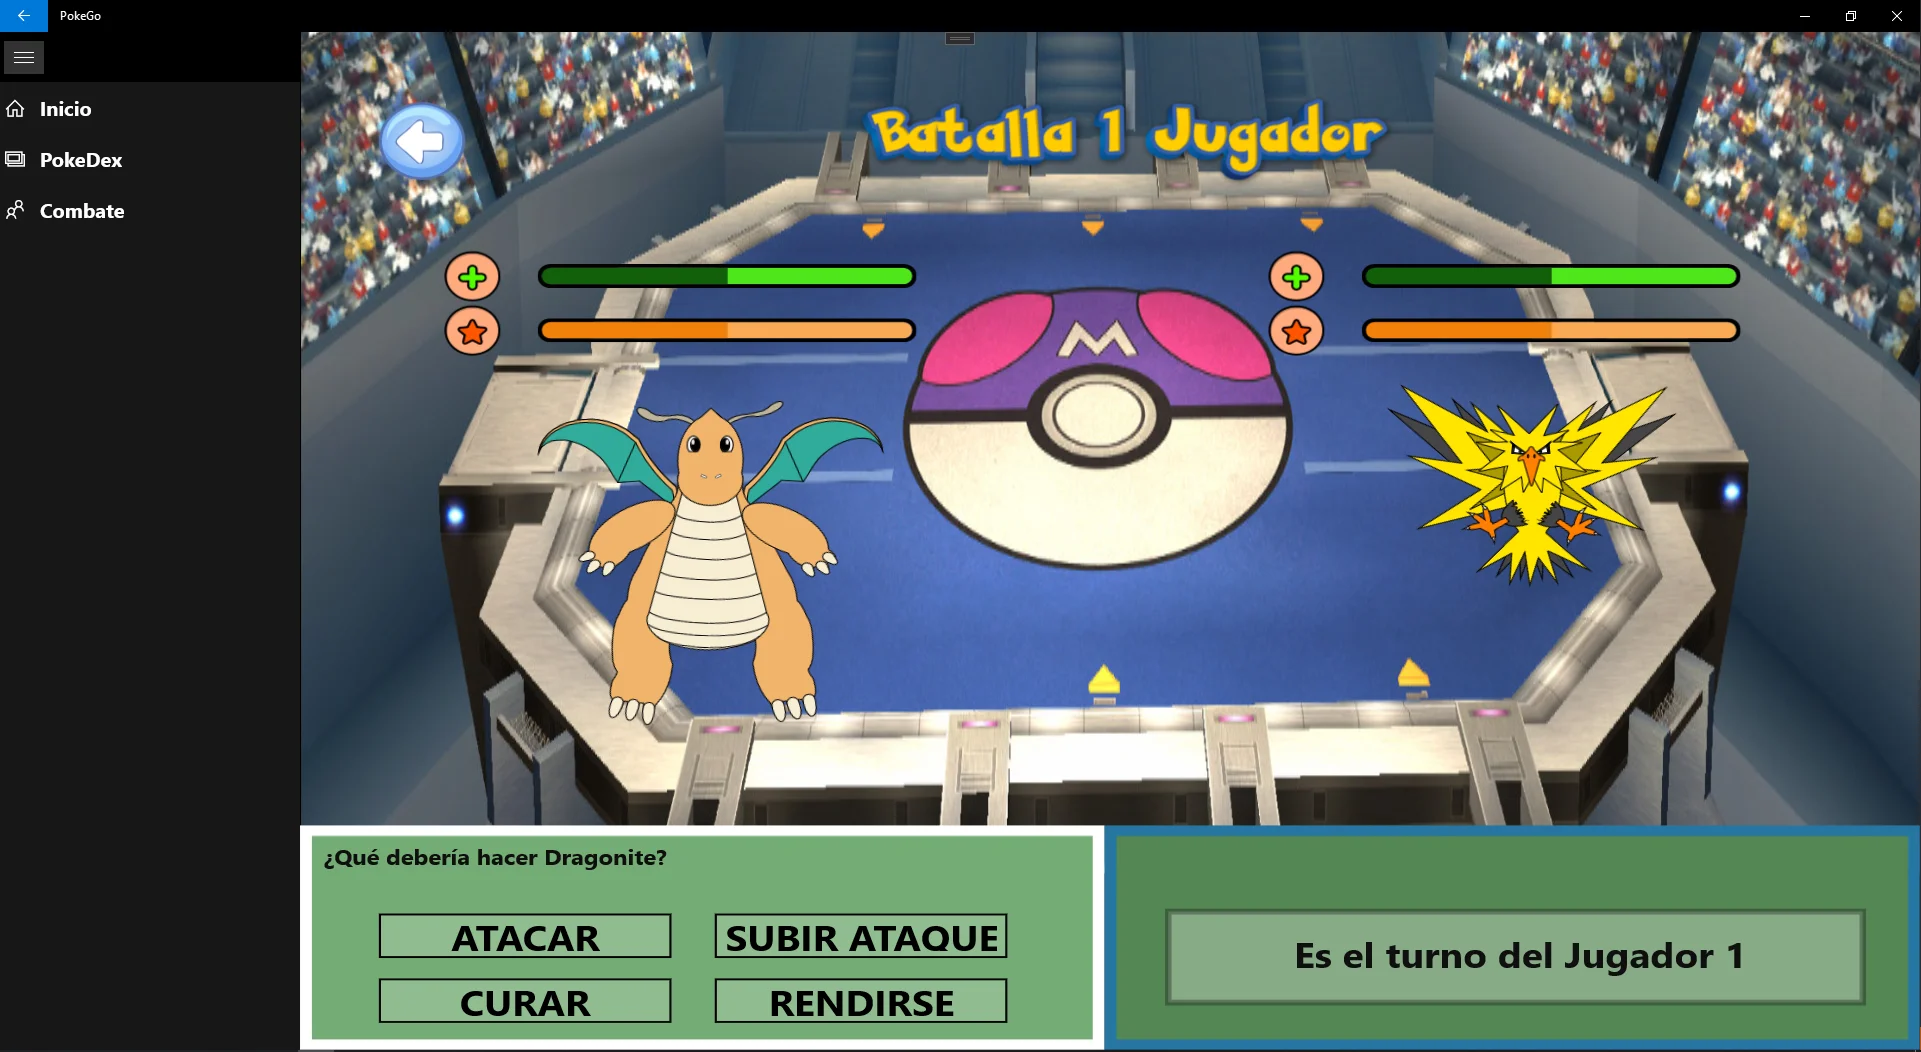 PokeGo
Inicio
PokeDex
Combate
Batalla 1 Jugador
M
¿Qué debería hacer Dragonite?
ATACAR
SUBIR ATAQUE
CURAR
RENDIRSE
Es el turno del Jugador 1